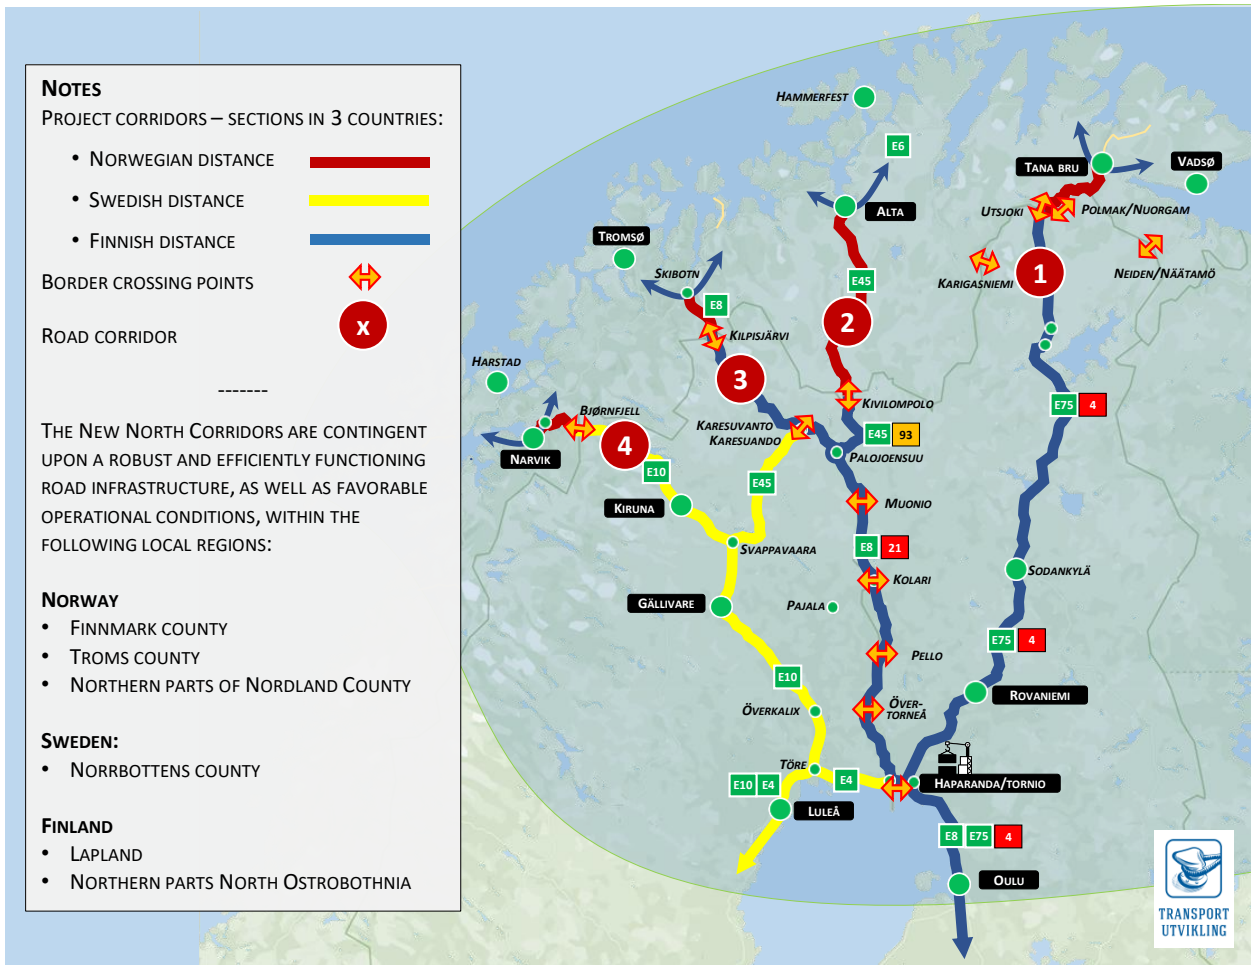 NOTES
PROJECT CORRIDORS – SECTIONS IN 3 COUNTRIES:
• NORWEGIAN DISTANCE
• SWEDISH DISTANCE
• FINNISH DISTANCE
BORDER CROSSING POINTS
ROAD CORRIDOR
X
-------
THE NEW NORTH CORRIDORS ARE CONTINGENT
UPON A ROBUST AND EFFICIENTLY FUNCTIONING
ROAD INFRASTRUCTURE, AS WELL AS FAVORABLE
OPERATIONAL CONDITIONS, WITHIN THE
FOLLOWING LOCAL REGIONS:
NORWAY
• FINNMARK COUNTY
• TROMS COUNTY
• NORTHERN PARTS OF NORDLAND COUNTY
SWEDEN:
• NORRBOTTENS COUNTY
FINLAND
• LAPLAND
• NORTHERN PARTS NORTH OSTROBOTHNIA
HAMMERFEST
E6
TANA BRU
VADSØ
ALTA
UTSJOKI
POLMAK/NUORGAM
TROMSØ
SKIBOTN
E45
KARIGASNIEMI
1
NEIDEN/NÄÄTAMÖ
E8
2
KILPISJÄRVI
HARSTAD
3
KIVILOMPOLO
E75
4
BJØRNFJELL
KARESUVANTO
KARESUANDO
E45
93
NARVIK
4
PALOJOENSUU
E10
E45
KIRUNA
MUONIO
SVAPPAVAARA
E8
21
SODANKYLÄ
KOLARI
GÄLLIVARE
PAJALA
E75
4
PELLO
E10
ROVANIEMI
ÖVERKALIX
ÖVER-
TORNEÅ
TÖRE
E10
E4
E4
HAPARANDA/TORNIO
LULEÅ
E8
E75
4
OULU
TRANSPORT
UTVIKLING